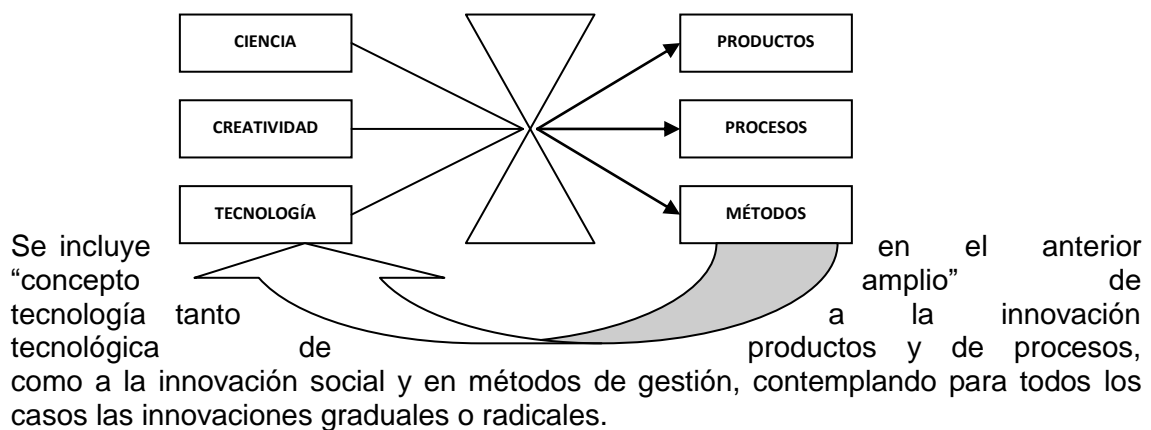 CIENCIA PRODUCTOS
CREATIVIDAD PROCESOS
TECNOLOGÍA MÉTODOS
Se incluye en el anterior
“concepto amplio” de
tecnología tanto a la innovación
tecnológica de productos y de procesos,
como a la innovación social y en métodos de gestión, contemplando para todos los
casos las innovaciones graduales o radicales.